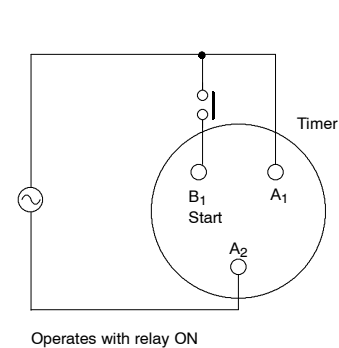 Timer
B1
A1
Start
A2
Operates with relay ON